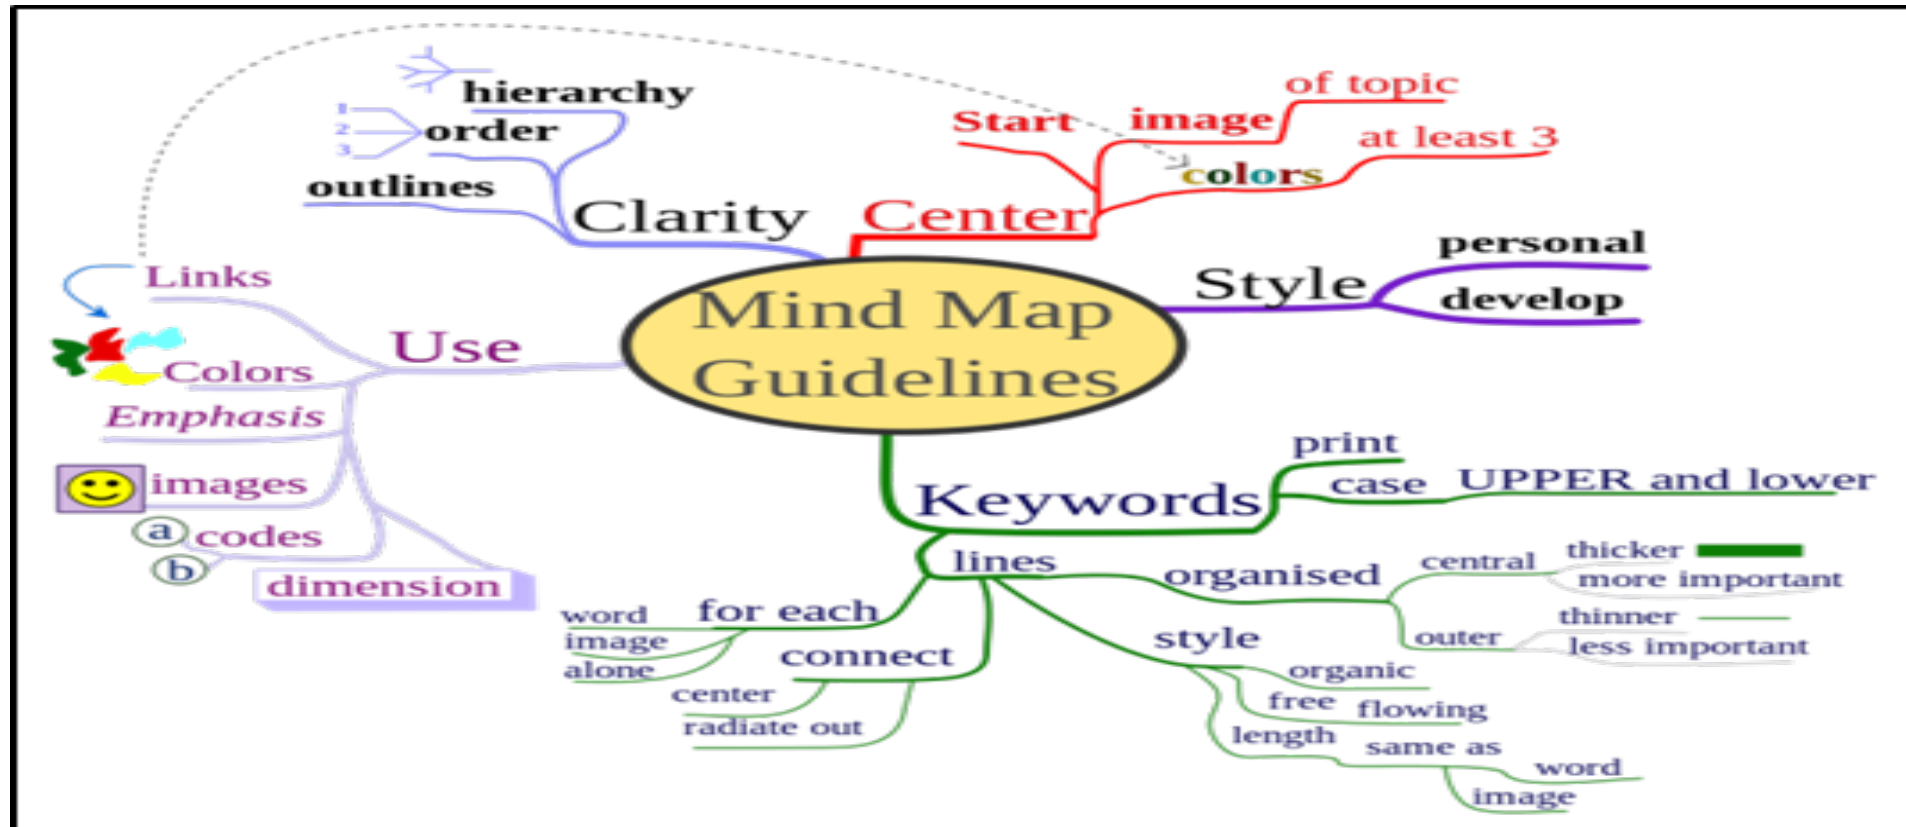 Mind Map
Guidelines
Clarity
hierarchy
order
1
2
3
outlines
Center
Start
image
of topic
colors
at least 3
Style
personal
develop
Use
Links
Colors
Emphasis
images
codes
a
b
dimension
Keywords
print
case UPPER and lower
lines
organised
central
thicker
more important
outer
thinner
less important
style
organic
free flowing
length same as
word
image
connect
center
radiate out
for each
word
image
alone